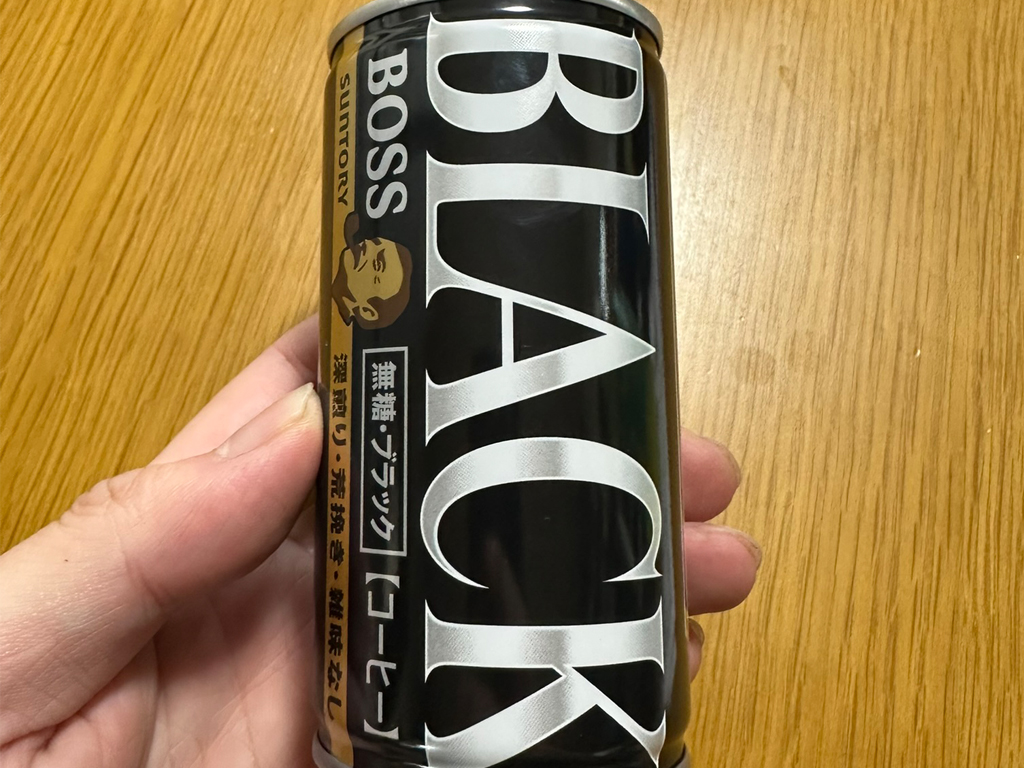 BLACK
BOSS
無糖・ブラック
【コーヒー】
SUNTORY
深煎り・荒挽き・雑味なし